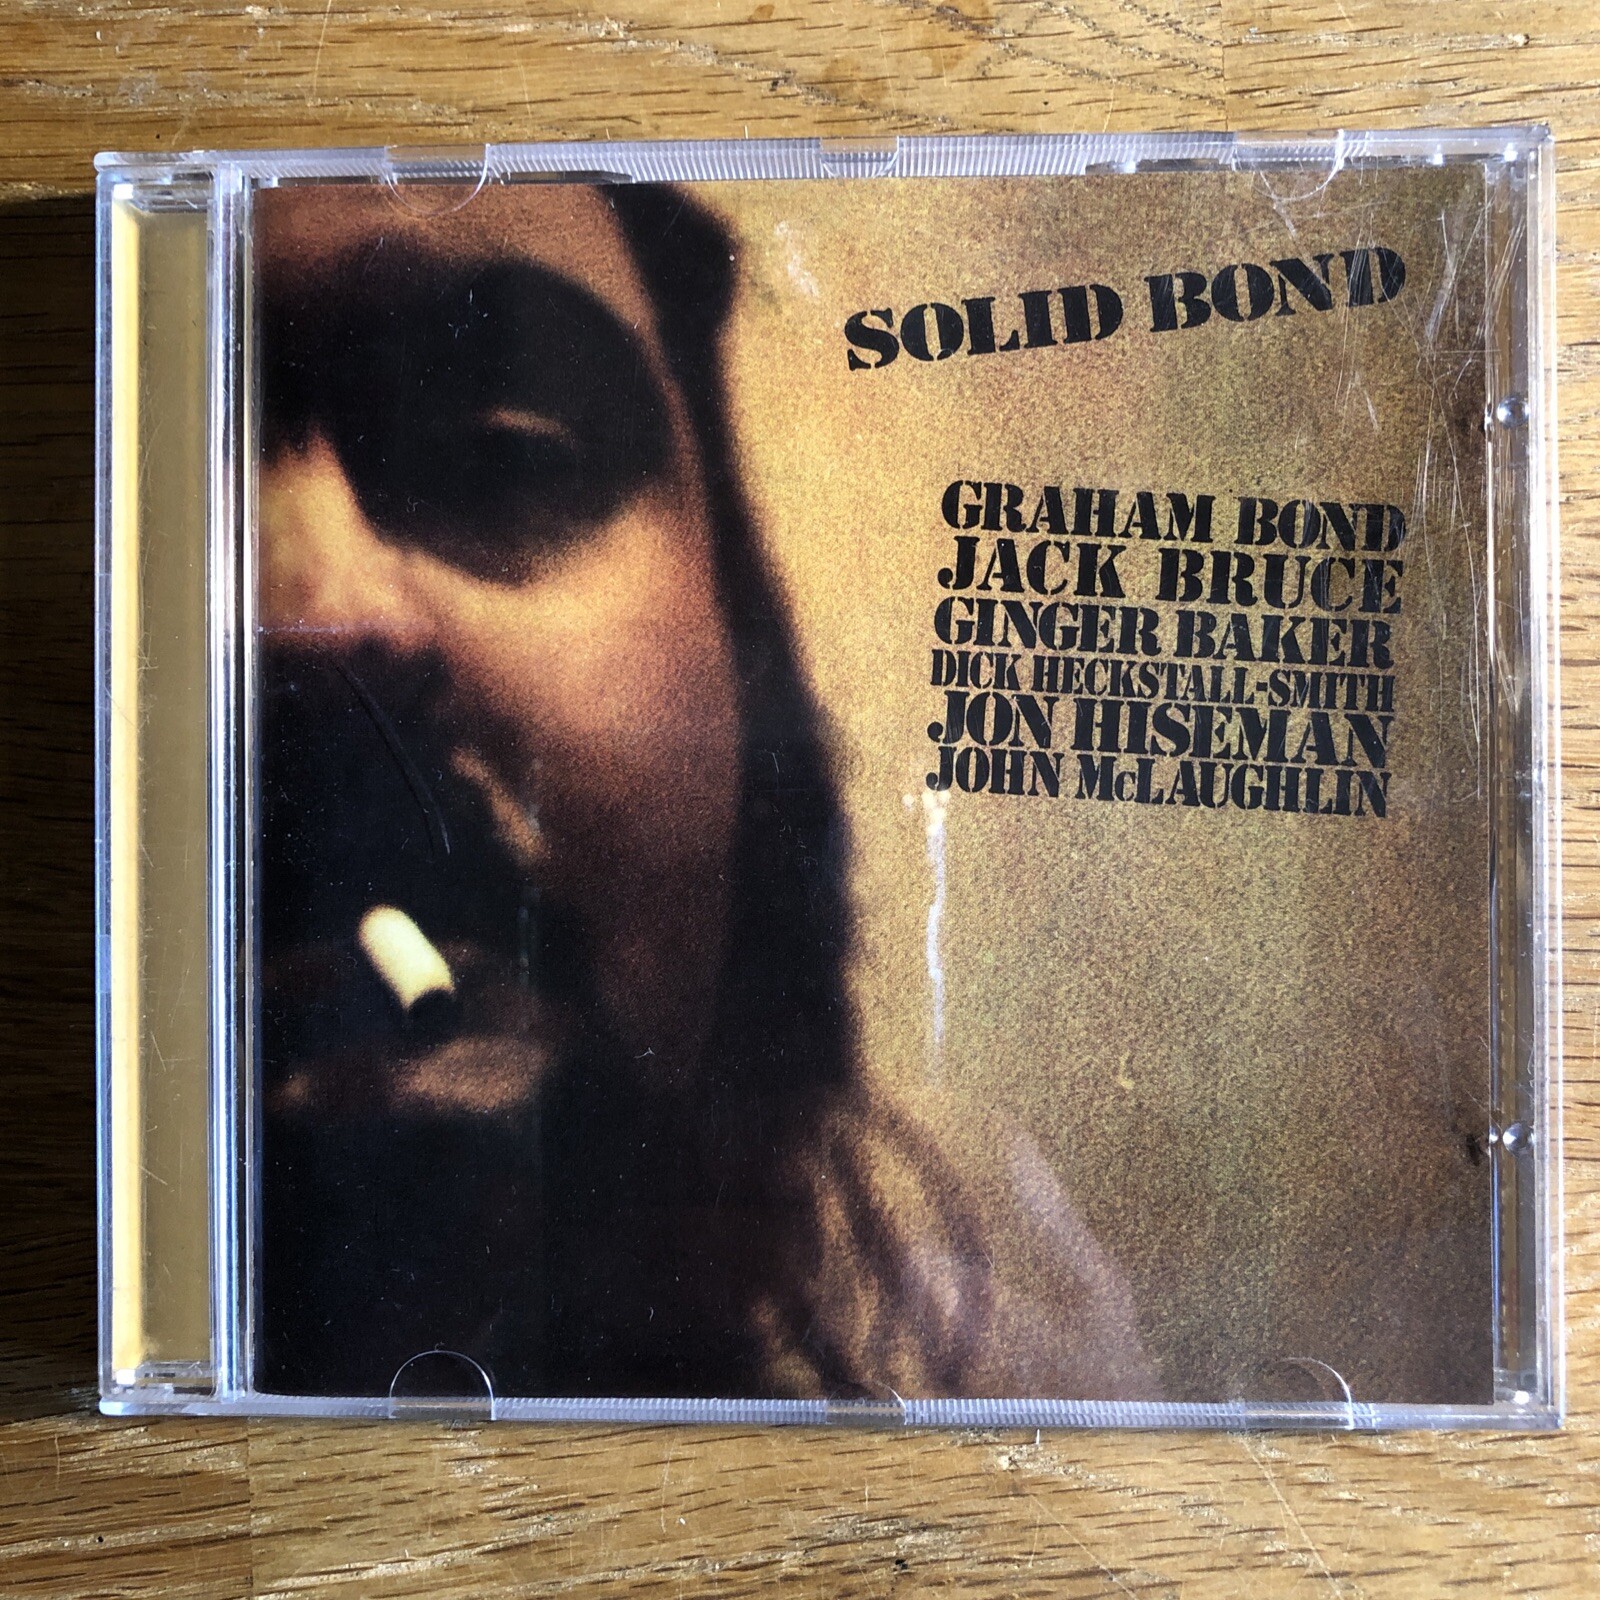 SOLID BOND
GRAHAM BOND
JACK BRUCE
GINGER BAKER
DICK HECKSTALL-SMITH
JON HISEMAN
JOHN McLAUGHLIN